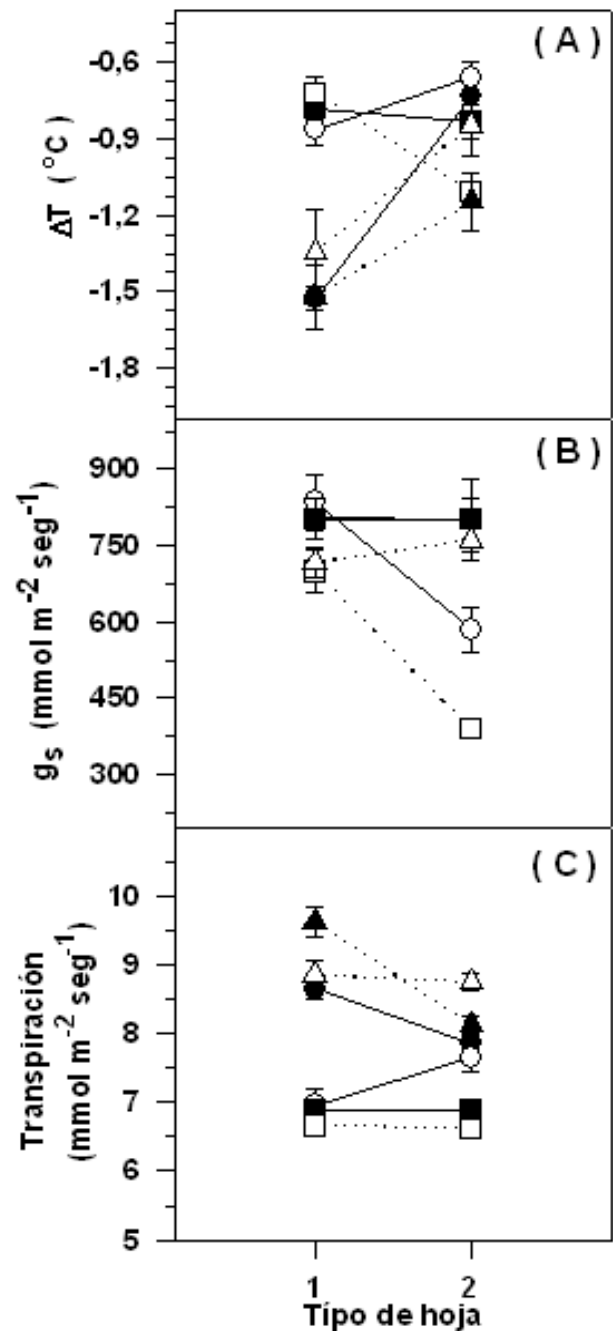 ( A )
-0,6
-0,9
-1,2
-1,5
-1,8
ΔT (°C)
( B )
900
750
600
450
300
gs (mmol m-2 seg-1)
( C )
10
9
8
7
6
5
Transpiración
(mmol m-2 seg-1)
1 2
Tipo de hoja